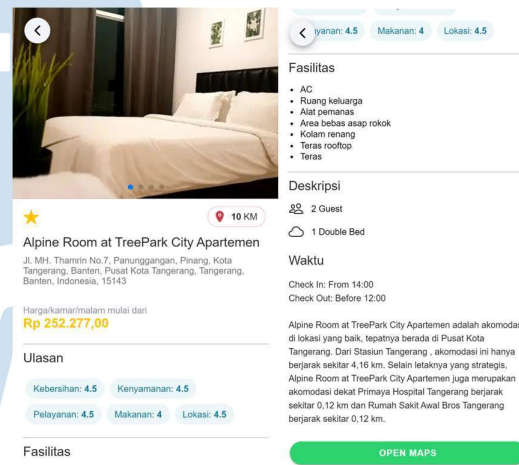 10 KM
Alpine Room at TreePark City Apartemen
Jl. MH. Thamrin No.7, Panunggangan, Pinang, Kota
Tangerang, Banten, Pusat Kota Tangerang, Tangerang,
Banten, Indonesia, 15143
Harga/kamar/malam mulai dari
Rp 252.277,00
Ulasan
Kebersihan: 4.5 Kenyamanan: 4.5
Pelayanan: 4.5 Makanan: 4 Lokasi: 4.5
Fasilitas
yanan: 4.5 Makanan: 4 Lokasi: 4.5
Fasilitas
• AC
• Ruang keluarga
• Alat pemanas
• Area bebas asap rokok
• Kolam renang
• Teras rooftop
• Teras
Deskripsi
2 Guest
1 Double Bed
Waktu
Check In: From 14:00
Check Out: Before 12:00
Alpine Room at TreePark City Apartemen adalah akomodas
di lokasi yang baik, tepatnya berada di Pusat Kota
Tangerang. Dari Stasiun Tangerang , akomodasi ini hanya
berjarak sekitar 4,16 km. Selain letaknya yang strategis,
Alpine Room at TreePark City Apartemen juga merupakan
akomodasi dekat Primaya Hospital Tangerang berjarak
sekitar 0,12 km dan Rumah Sakit Awal Bros Tangerang
berjarak sekitar 0,12 km.
OPEN MAPS